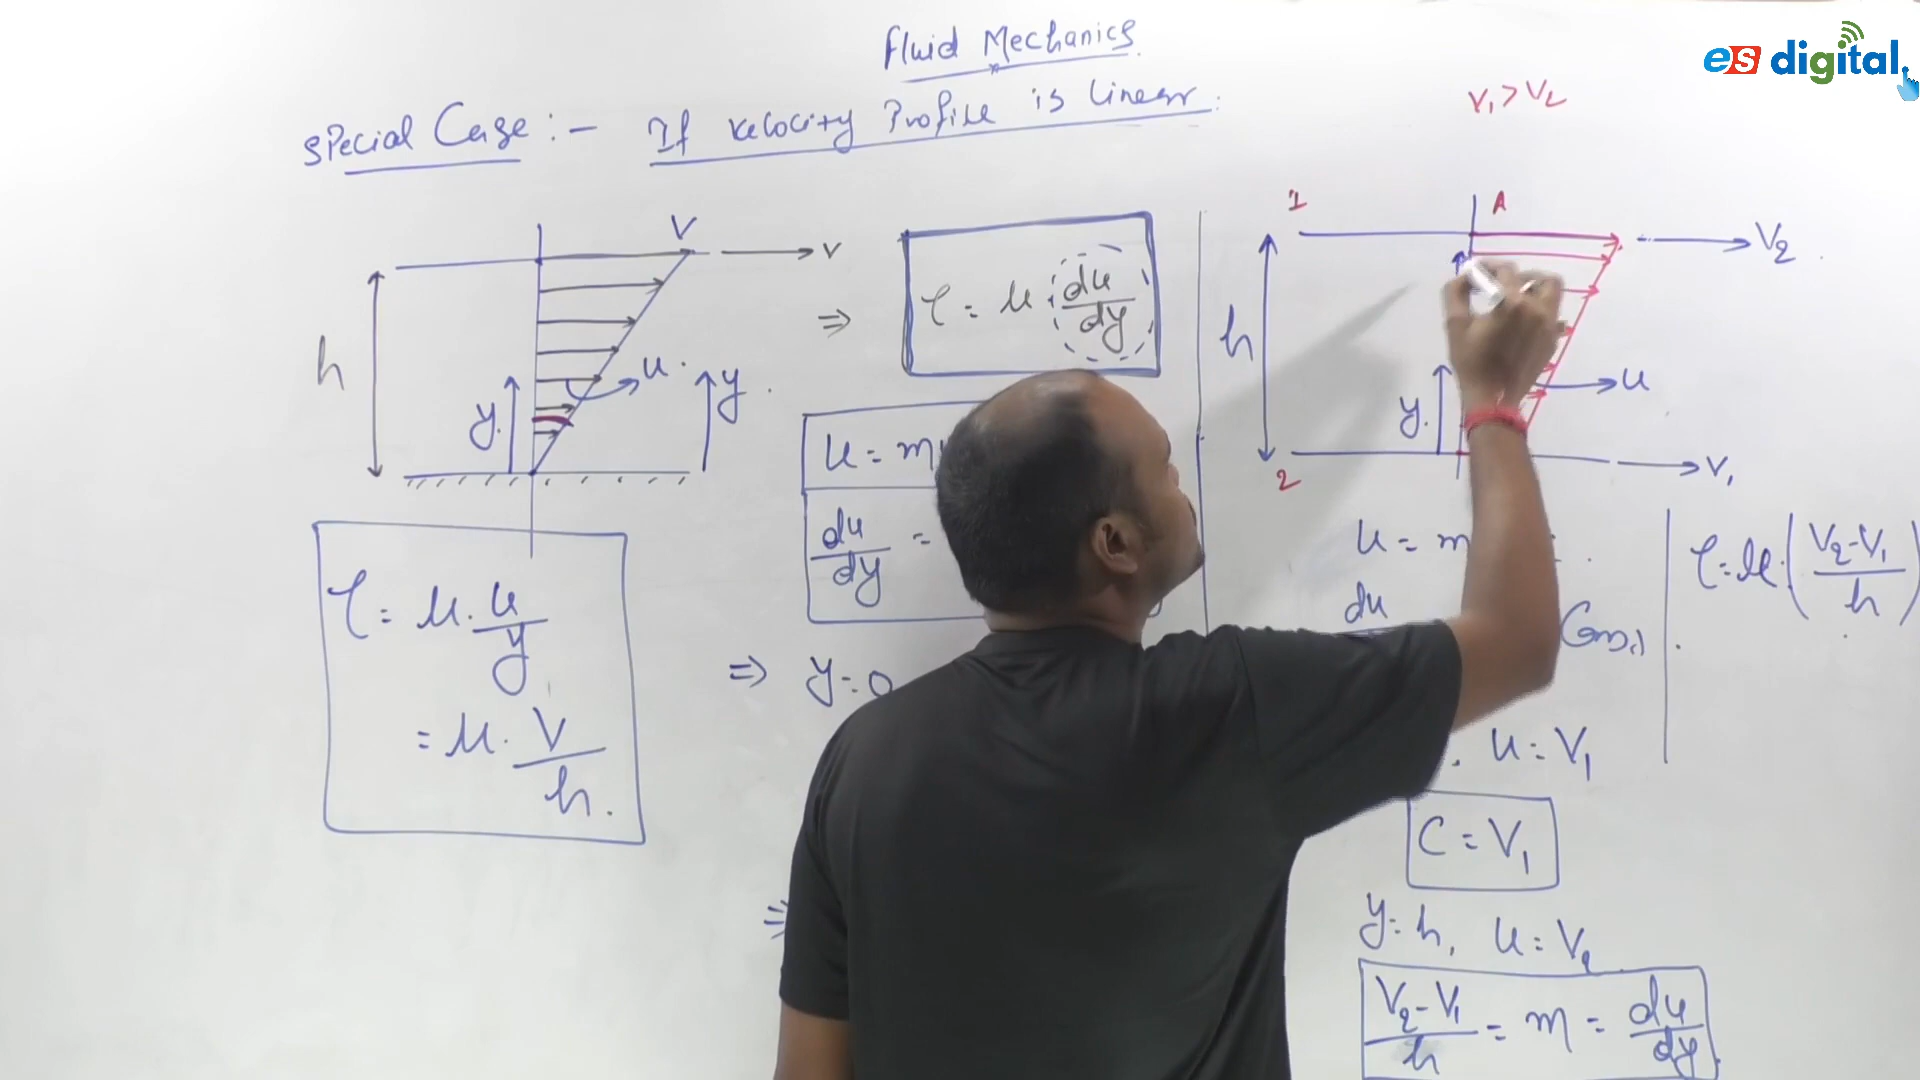 Fluid Mechanics
es digital.
Special Case :- If velocity Profile is linear.
V₁ > V₂
V
V
h
u.
y.
y.
⇒ τ = μ. du/dy
u = m
du/dy =
⇒ y = 0
⇒
τ = μ. u/y
= μ. V/h.
1
A
V₂
h
y.
u
2
V₁
u = m
du
Cons.
τ = μ. (V₂-V₁/h)
. u = V₁
C = V₁
y = h, u = V₂
V₂-V₁/h = m = du/dy.